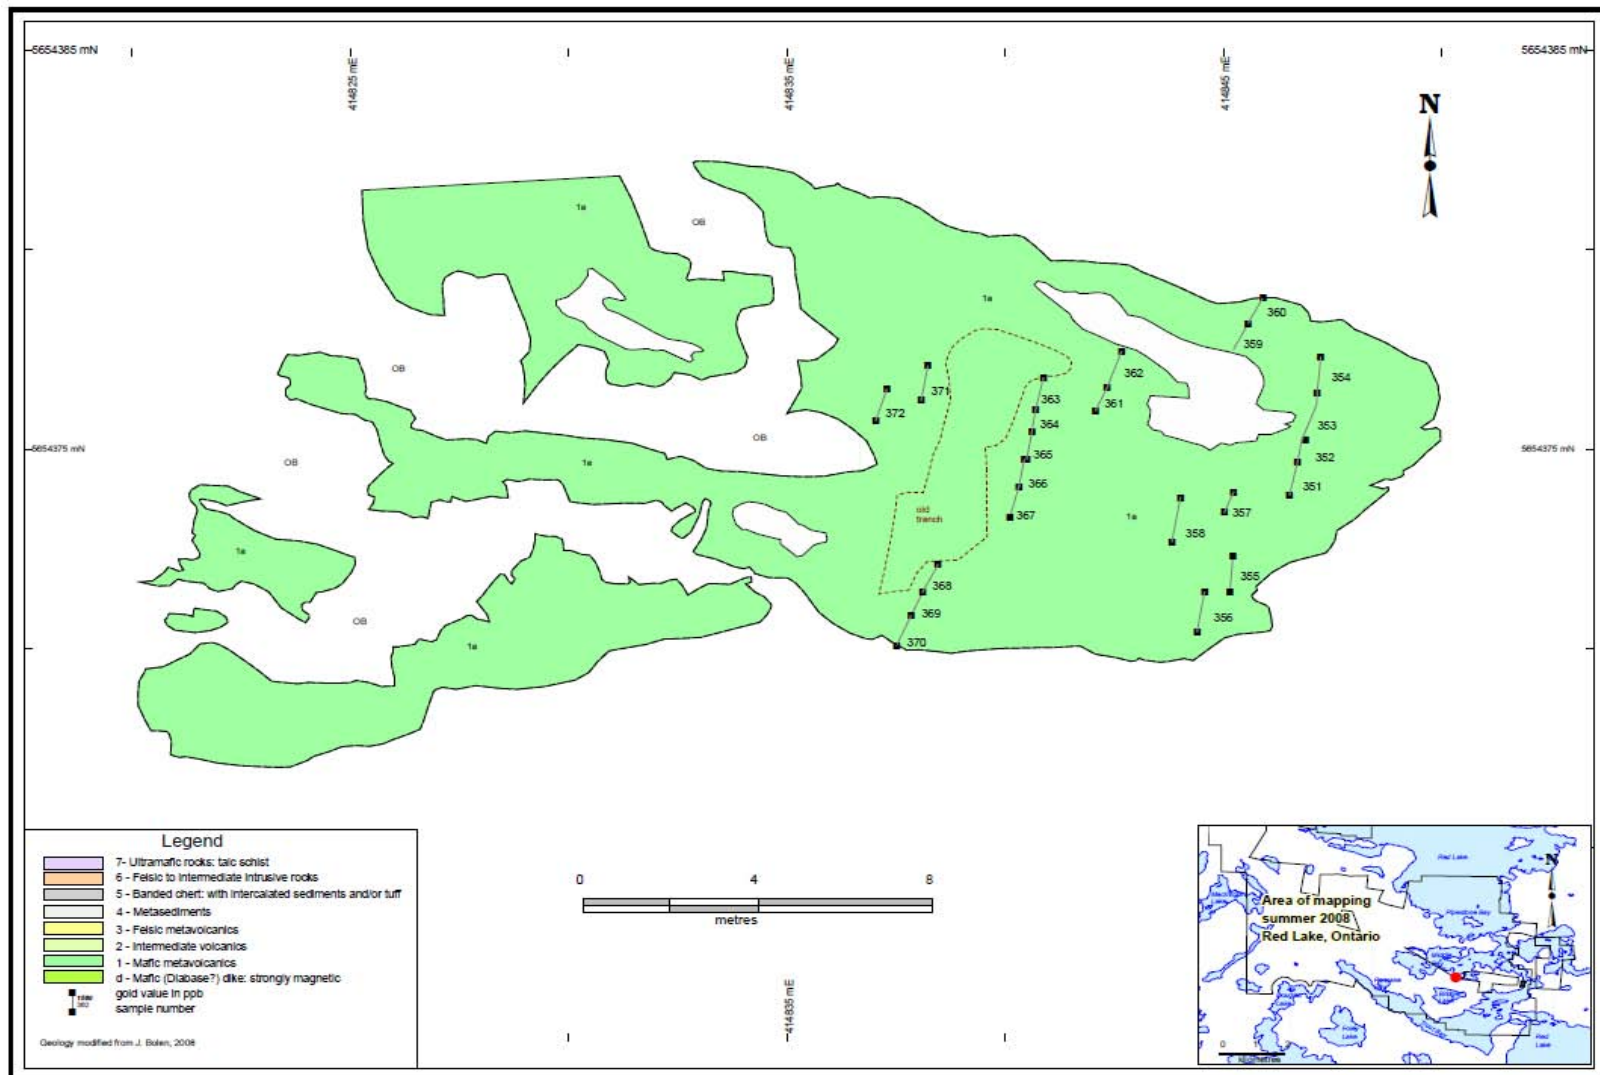 5654385 mN
5654385 mN
414825 mE
414835 mE
414845 mE
N
1a
OB
1a
360
359
354
362
OB
371
363
361
372
364
353
OB
5654375 mN
5654375 mN
OB
1a
365
352
366
351
old
trench
367
1a
357
358
1a
355
368
369
OB
356
370
1a
Legend
7- Ultramafic rocks: talc schist
6 - Felsic to Intermediate Intrusive rocks
5 - Banded chert: with intercalated sediments and/or tuff
4 - Metasediments
3 - Felsic metavolcanics
2 - Intermediate volcanics
1 - Mafic metavolcanics
d - Mafic (Diabase?) dike: strongly magnetic
gold value in ppb
sample number
Geology modified from J. Bolen, 2008
0 4 8
metres
414835 mE
Red Lake
N
Area of mapping
summer 2008
Red Lake, Ontario
Pipestone Bay
Red
Lake
0
kilometres